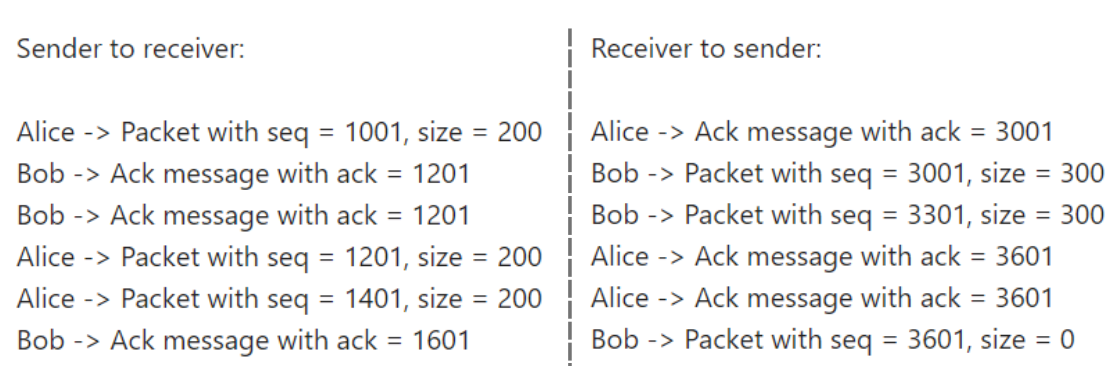 Sender to receiver:
Alice -> Packet with seq = 1001, size = 200
Bob -> Ack message with ack = 1201
Bob -> Ack message with ack = 1201
Alice -> Packet with seq = 1201, size = 200
Alice -> Packet with seq = 1401, size = 200
Bob -> Ack message with ack = 1601
Receiver to sender:
Alice -> Ack message with ack = 3001
Bob -> Packet with seq = 3001, size = 300
Bob -> Packet with seq = 3301, size = 300
Alice -> Ack message with ack = 3601
Alice -> Ack message with ack = 3601
Bob -> Packet with seq = 3601, size = 0